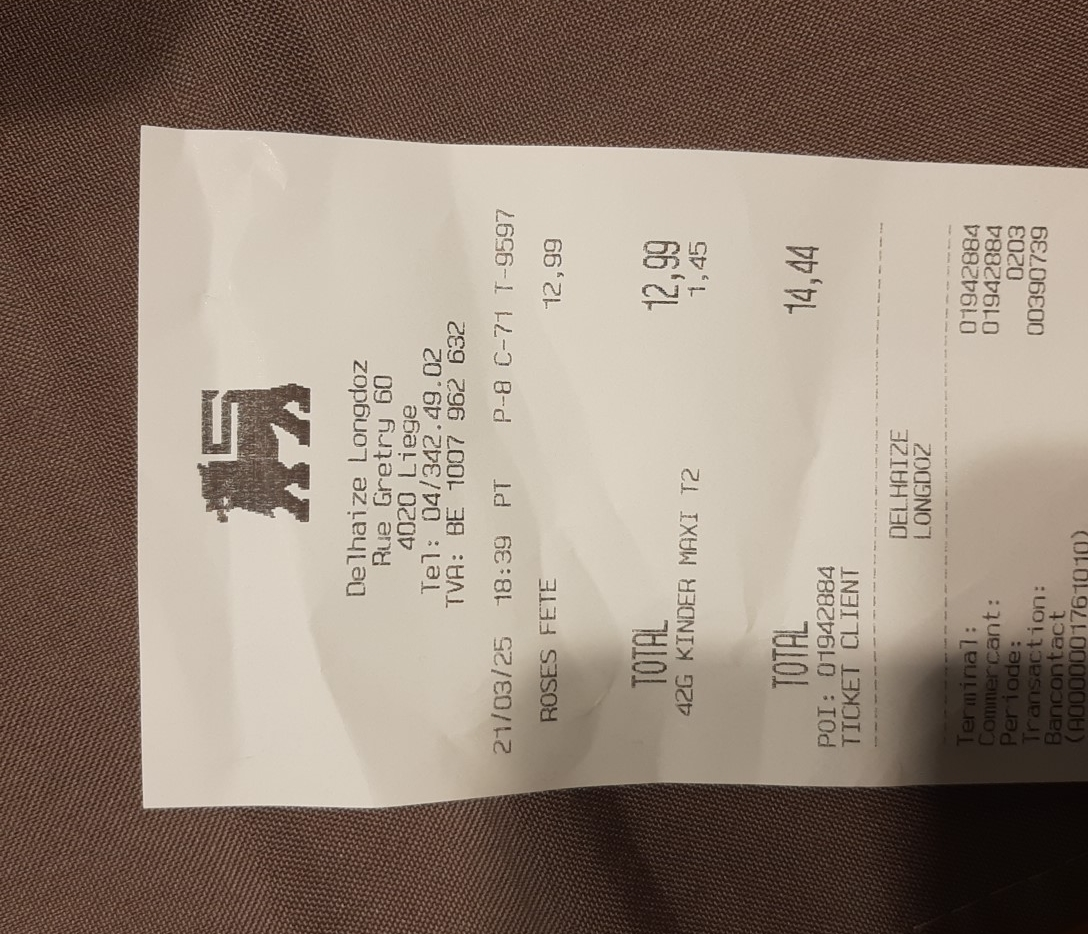 Delhaize Longdoz
Rue Gretry 60
4020 Liege
Tel: 04/342.49.02
TVA: BE 1007 962 632
21/03/25 18:39 PT P-8 C-71 T-9597
ROSES FETE 12,99
TOTAL 12,99
42G KINDER MAXI T2 1,45
TOTAL 14,44
POI: 01942884
TICKET CLIENT
DELHAIZE
LONGDOZ
Terminal: 01942884
Commercant: 01942884
Periode: 0203
Transaction: 00390739
Bancontact
(A0000001761010)